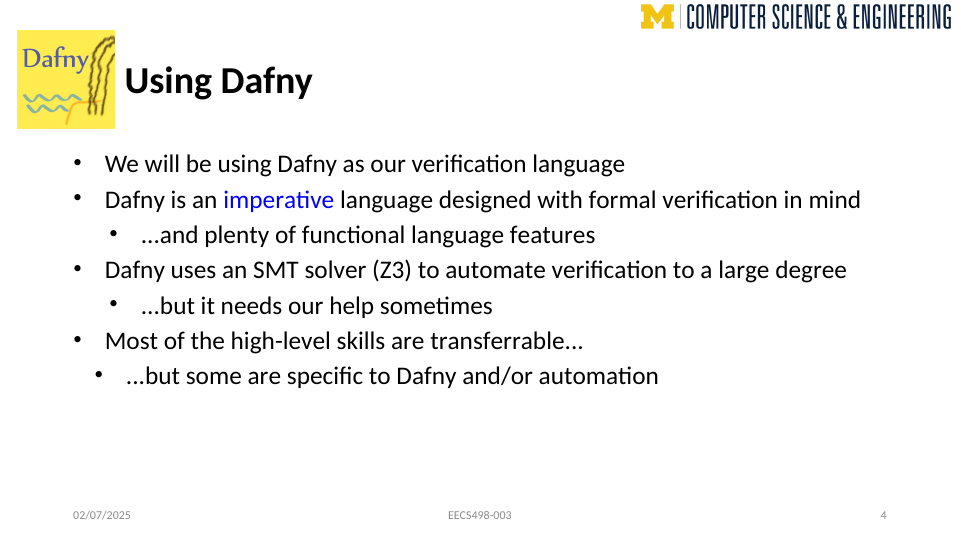 M | COMPUTER SCIENCE & ENGINEERING
Dafny
Using Dafny
• We will be using Dafny as our verification language
• Dafny is an imperative language designed with formal verification in mind
• …and plenty of functional language features
• Dafny uses an SMT solver (Z3) to automate verification to a large degree
• …but it needs our help sometimes
• Most of the high-level skills are transferrable…
• …but some are specific to Dafny and/or automation
02/07/2025
EECS498-003
4